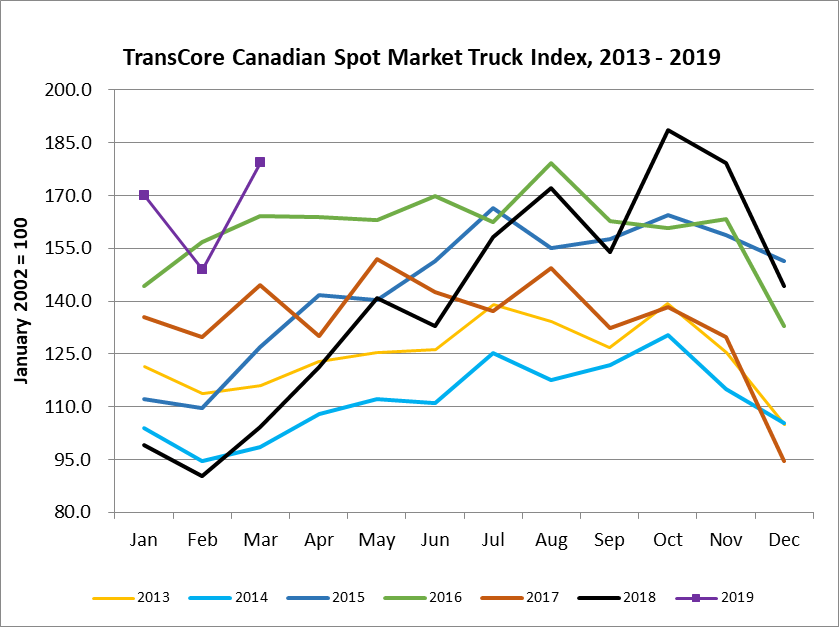 TransCore Canadian Spot Market Truck Index, 2013 - 2019
January 2002 = 100
200.0
185.0
170.0
155.0
140.0
125.0
110.0
95.0
80.0
Jan Feb Mar Apr May Jun Jul Aug Sep Oct Nov Dec
2013 2014 2015 2016 2017 2018 2019